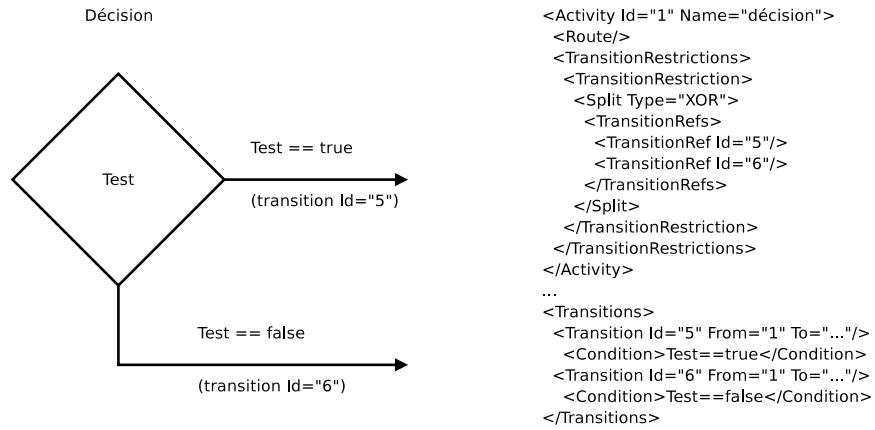 Décision
Test
Test == true
(transition Id="5")
Test == false
(transition Id="6")
<Activity Id="1" Name="décision">
<Route/>
<TransitionRestrictions>
<TransitionRestriction>
<Split Type="XOR">
<TransitionRefs>
<TransitionRef Id="5"/>
<TransitionRef Id="6"/>
</TransitionRefs>
</Split>
</TransitionRestriction>
</TransitionRestrictions>
</Activity>
...
<Transitions>
<Transition Id="5" From="1" To="..."/>
<Condition>Test==true</Condition>
<Transition Id="6" From="1" To="..."/>
<Condition>Test==false</Condition>
</Transitions>